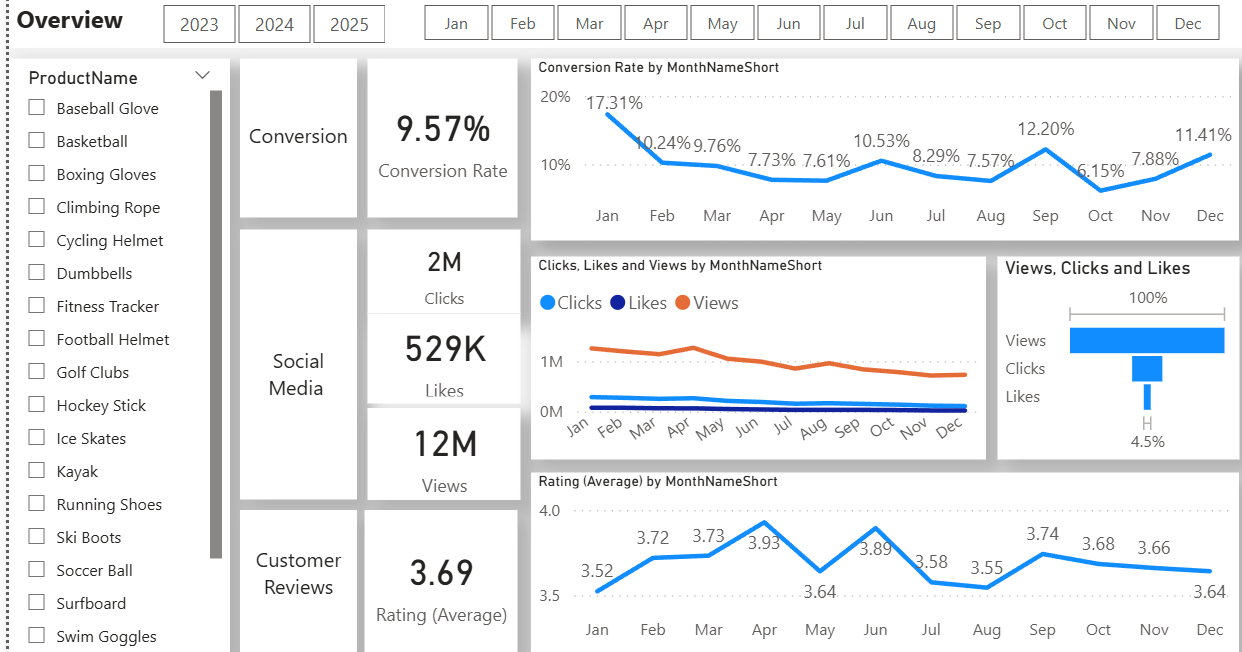 Overview
2023 2024 2025
Jan Feb Mar Apr May Jun Jul Aug Sep Oct Nov Dec
ProductName
Baseball Glove
Basketball
Boxing Gloves
Climbing Rope
Cycling Helmet
Dumbbells
Fitness Tracker
Football Helmet
Golf Clubs
Hockey Stick
Ice Skates
Kayak
Running Shoes
Ski Boots
Soccer Ball
Surfboard
Swim Goggles
Conversion
9.57%
Conversion Rate
Social
Media
2M
Clicks
529K
Likes
12M
Views
Customer
Reviews
3.69
Rating (Average)
Conversion Rate by MonthNameShort
20%
10%
17.31% 10.24% 9.76% 7.73% 7.61% 10.53% 8.29% 7.57% 12.20% 6.15% 7.88% 11.41%
Jan Feb Mar Apr May Jun Jul Aug Sep Oct Nov Dec
Clicks, Likes and Views by MonthNameShort
Clicks Likes Views
1M
0M
Jan Feb Mar Apr May Jun Jul Aug Sep Oct Nov Dec
Views, Clicks and Likes
100%
Views
Clicks
Likes
4.5%
Rating (Average) by MonthNameShort
4.0
3.5
3.52 3.72 3.73 3.93 3.64 3.89 3.58 3.55 3.74 3.68 3.66 3.64
Jan Feb Mar Apr May Jun Jul Aug Sep Oct Nov Dec